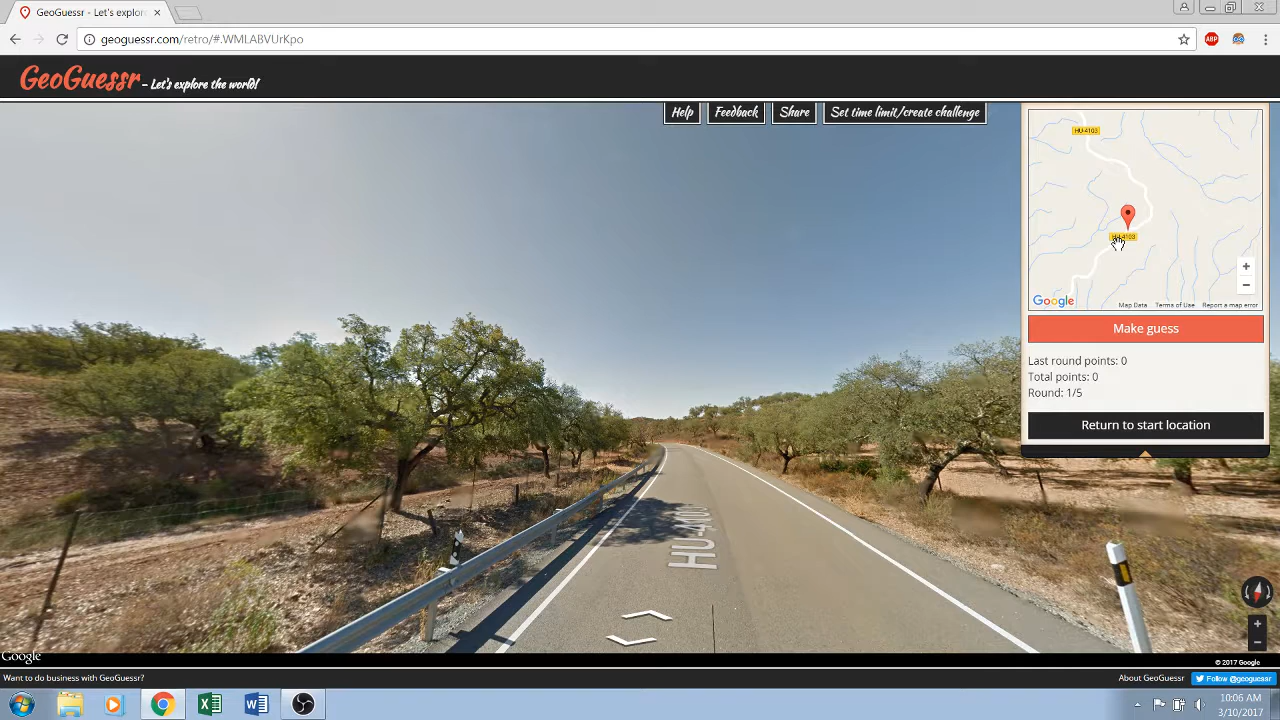 GeoGuessr - Let's explor
geoguessr.com/retro/#.WMLABVUrKpo
ABP
GeoGuessr - Let's explore the world!
Help
Feedback
Share
Set time limit/create challenge
HU-4103
HU-4103
Google
Map Data
Terms of Use
Report a map error
Make guess
Last round points: 0
Total points: 0
Round: 1/5
Return to start location
Google
© 2017 Google
Want to do business with GeoGuessr?
About GeoGuessr
Follow @geoguessr
10:06 AM
3/10/2017